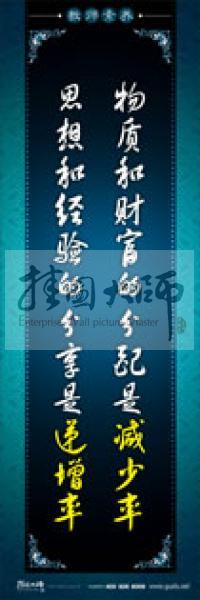 教师素养
物质和财富的分配是减少率
思想和经验的分享是递增率
挂图大师
Enterprise wall picture master